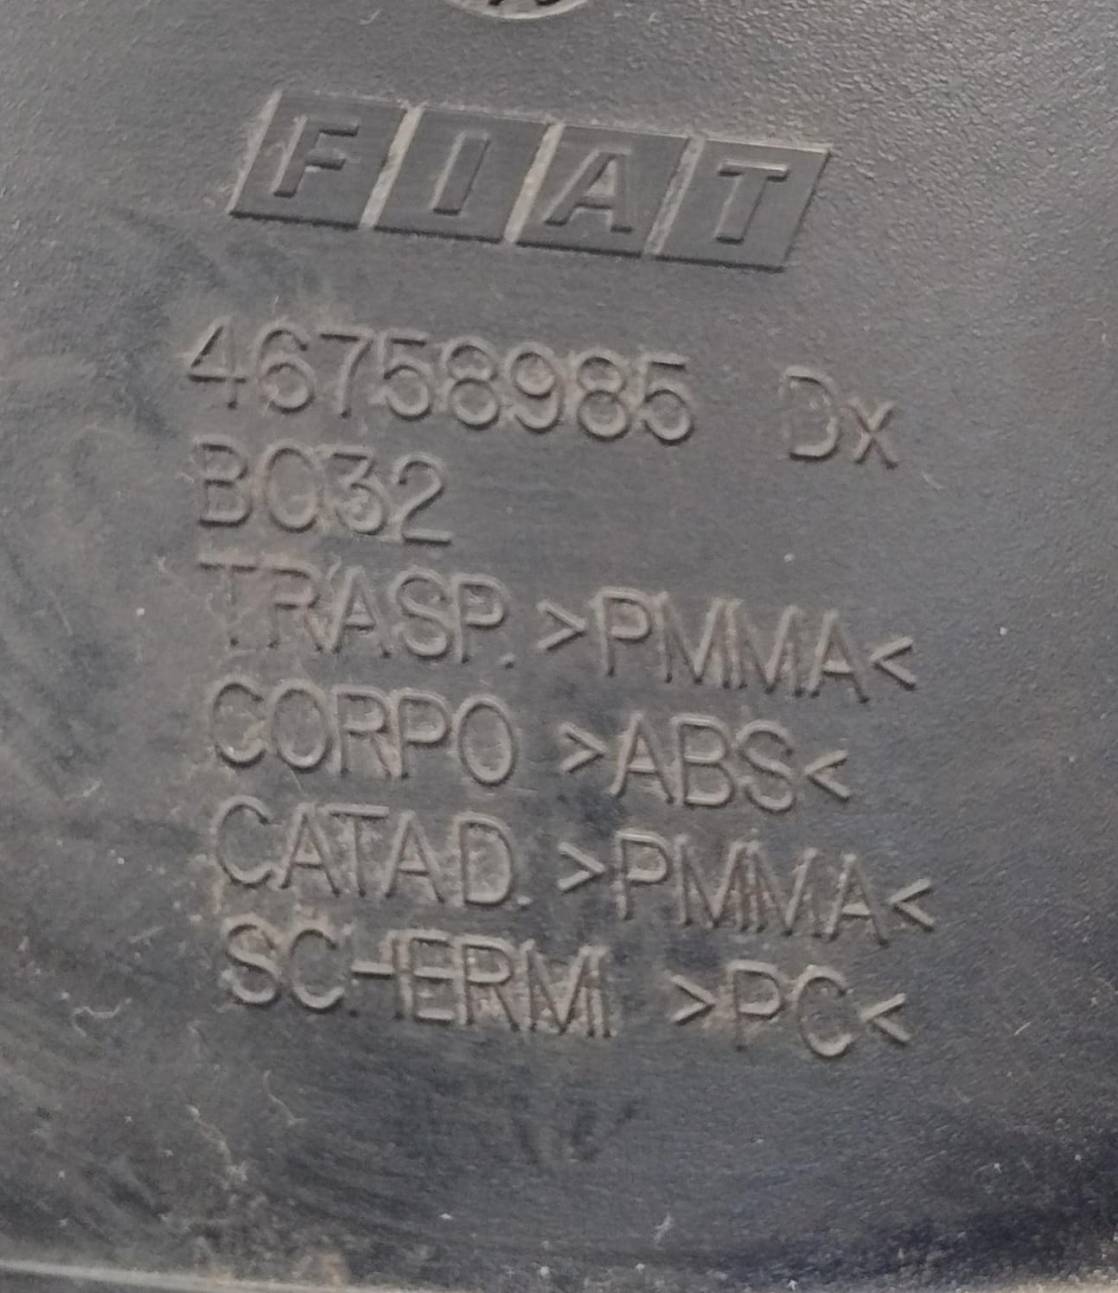 FIAT
46758985 Dx
B032
TRASP. >PMMA<
CORPO >ABS<
CATAD. >PMMA<
SCHERMI >PC<